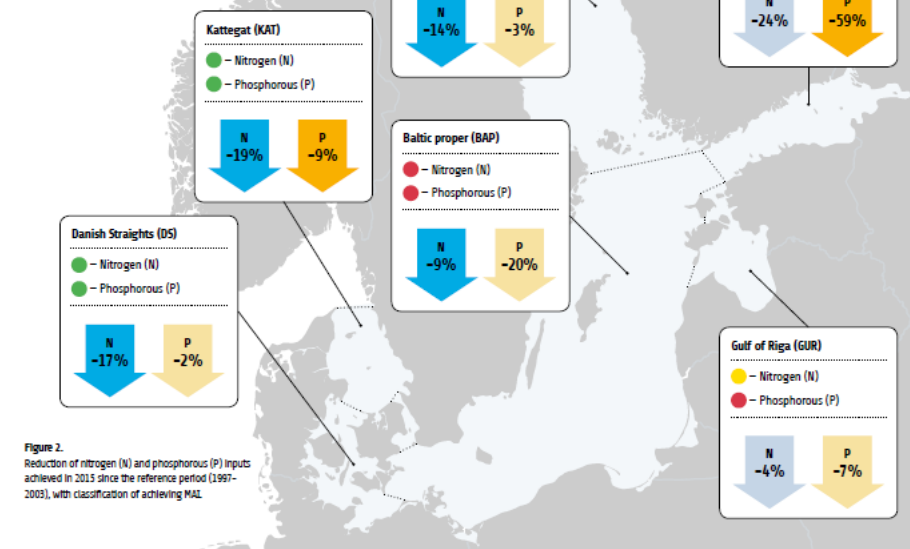 N
-14%
P
-3%
N
-24%
P
-59%
Kattegat (KAT)
– Nitrogen (N)
– Phosphorous (P)
N
-19%
P
-9%
Baltic proper (BAP)
– Nitrogen (N)
– Phosphorous (P)
N
-9%
P
-20%
Danish Straights (DS)
– Nitrogen (N)
– Phosphorous (P)
N
-17%
P
-2%
Gulf of Riga (GUR)
– Nitrogen (N)
– Phosphorous (P)
N
-4%
P
-7%
Figure 2.
Reduction of nitrogen (N) and phosphorous (P) inputs
achieved in 2015 since the reference period (1997–
2003), with classification of achieving MAI.